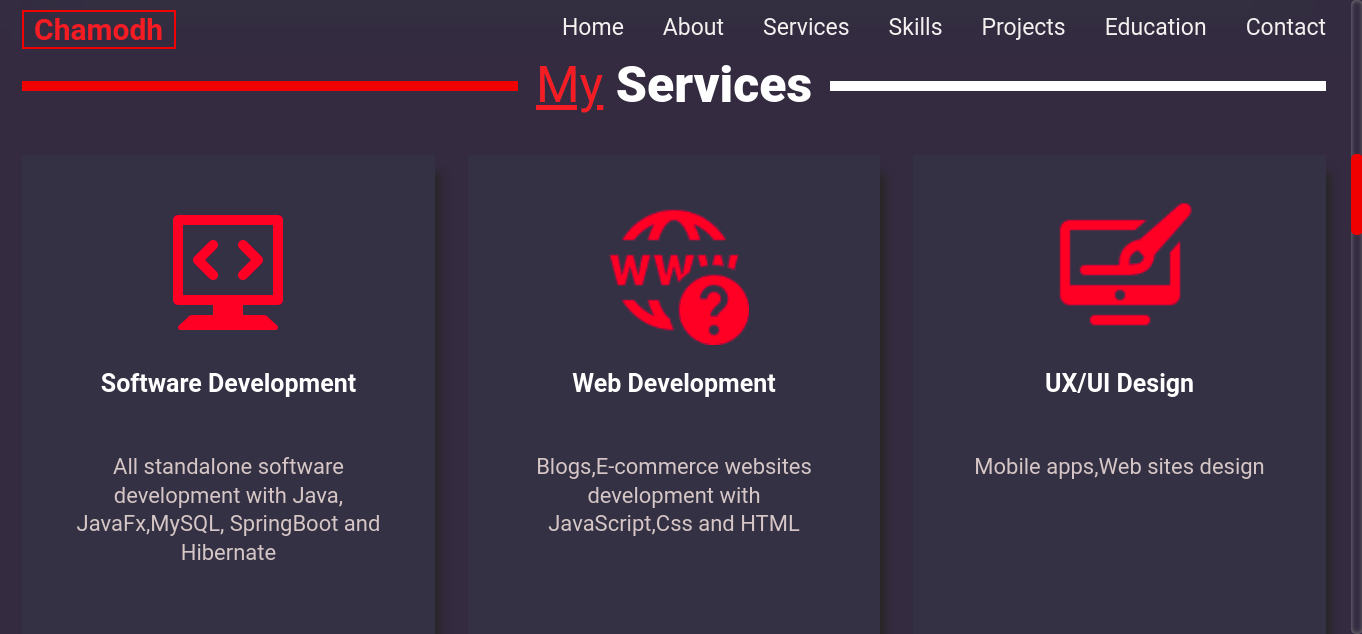 Chamodh
Home About Services Skills Projects Education Contact
My Services
www
?
Software Development
Web Development
UX/UI Design
All standalone software
development with Java,
JavaFx,MySQL, SpringBoot and
Hibernate
Blogs,E-commerce websites
development with
JavaScript,Css and HTML
Mobile apps,Web sites design